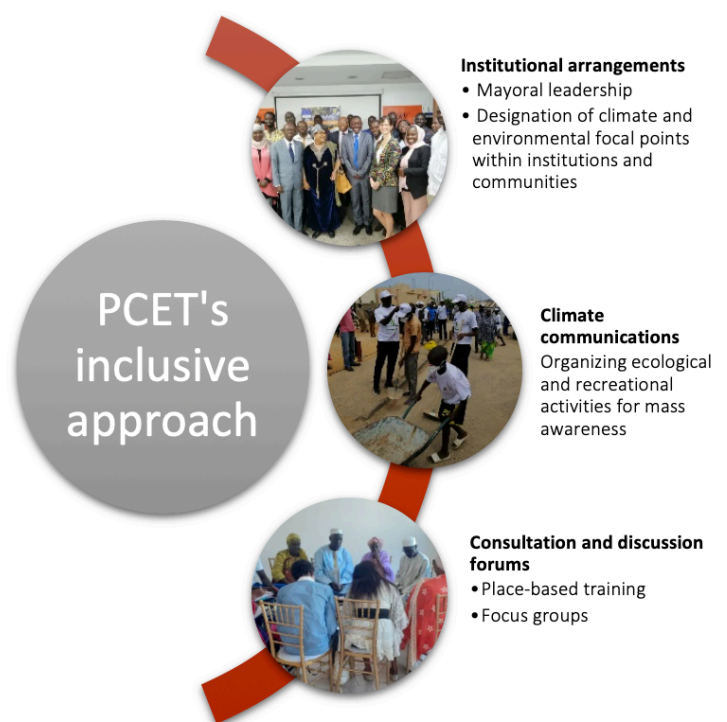 PCET's
inclusive
approach
Institutional arrangements
• Mayoral leadership
• Designation of climate and
environmental focal points
within institutions and
communities
Climate
communications
Organizing ecological
and recreational
activities for mass
awareness
Consultation and discussion
forums
•Place-based training
•Focus groups